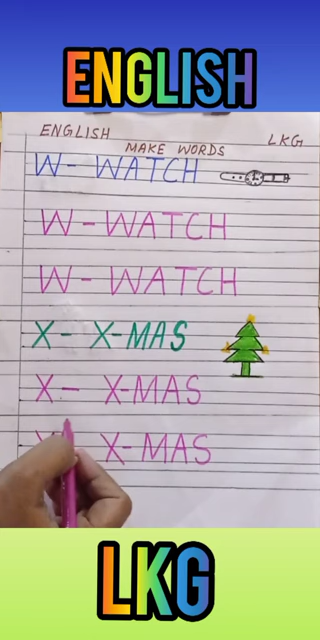 ENGLISH
ENGLISH
LKG
MAKE WORDS
W- WATCH
W-WATCH
W- WATCH
X- X-MAS
X- X-MAS
X-MAS
LKG